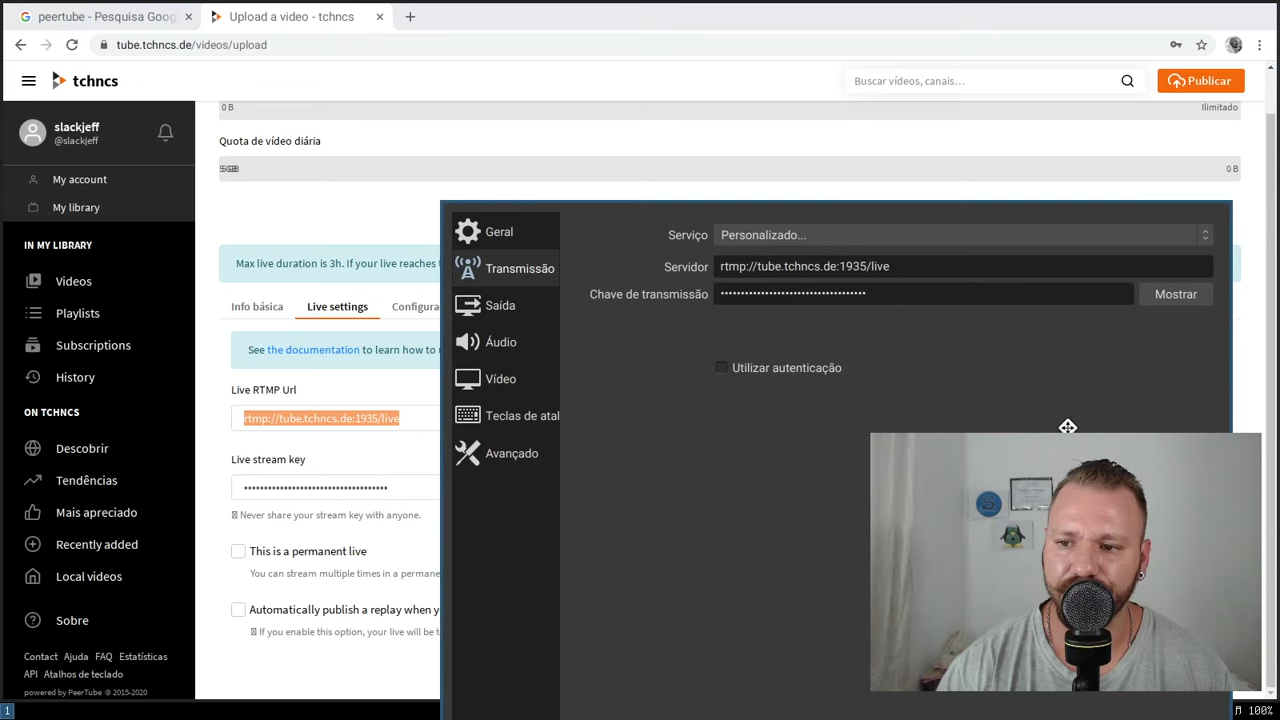 peertube - Pesquisa Goog
Upload a video - tchncs
tube.tchncs.de/videos/upload
tchncs
Buscar vídeos, canais…
Publicar
slackjeff
@slackjeff
My account
My library
IN MY LIBRARY
Vídeos
Playlists
Subscriptions
History
ON TCHNCS
Descobrir
Tendências
Mais apreciado
Recently added
Local videos
Sobre
Contact Ajuda FAQ Estatísticas
API Atalhos de teclado
powered by PeerTube © 2015-2020
0 B
Ilimitado
Quota de vídeo diária
0 B
Max live duration is 3h. If your live reaches t
Info básica
Live settings
Configura
See the documentation to learn how to u
Live RTMP Url
rtmp://tube.tchncs.de:1935/live
Live stream key
••••••••••••••••••••••••••••••••••••
Never share your stream key with anyone.
This is a permanent live
You can stream multiple times in a permane
Automatically publish a replay when y
If you enable this option, your live will be t
Geral
Transmissão
Saída
Áudio
Vídeo
Teclas de atal
Avançado
Serviço
Personalizado...
Servidor
rtmp://tube.tchncs.de:1935/live
Chave de transmissão
••••••••••••••••••••••••••••••••••••
Mostrar
Utilizar autenticação
1
100%